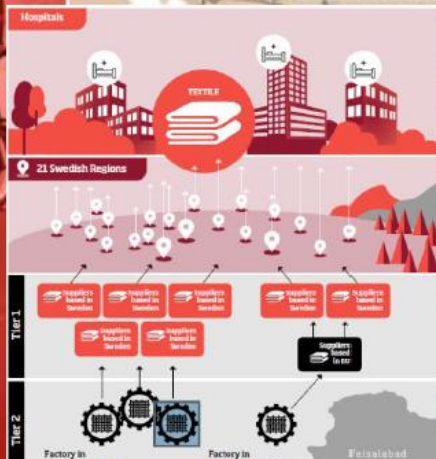 Hospitals
TEXTILE
21 Swedish Regions
Tier 1
Suppliers
based in
Sweden
Suppliers
based in
Sweden
Suppliers
based in
Sweden
Suppliers
based in
Sweden
Suppliers
based in
Sweden
Suppliers
based in
Sweden
Suppliers
based in
Sweden
Suppliers
based
in EU
Tier 2
Factory in
Factory in
Faisalabad